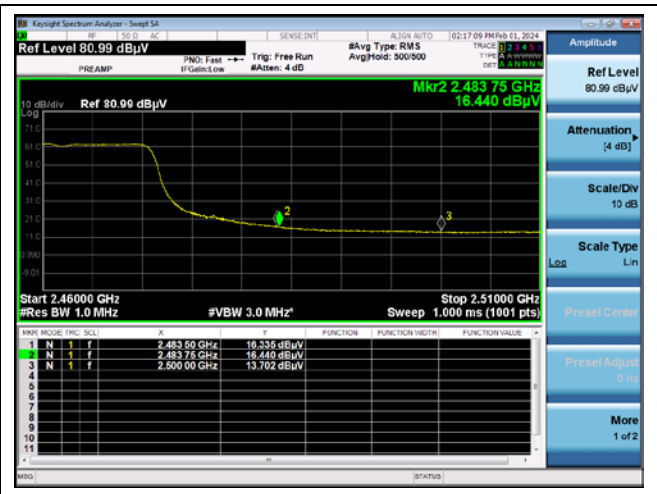 Keysight Spectrum Analyzer - Swept SA
RF 50 Ω AC SENSE:INT ALIGN AUTO 02:17:09 PM Feb 01, 2024
Ref Level 80.99 dBµV
PREAMP
PNO: Fast
IFGain:Low
Trig: Free Run
#Atten: 4 dB
#Avg Type: RMS
Avg|Hold: 500/500
TRACE 1 2 3 4 5 6
TYPE
DET A A N N N N
Mkr2 2.483 75 GHz
16.440 dBµV
10 dB/div Ref 80.99 dBµV
Log
71.0
61.0
51.0
41.0
31.0
21.0
11.0
0.990
-9.01
2
3
Start 2.46000 GHz
Stop 2.51000 GHz
#Res BW 1.0 MHz
#VBW 3.0 MHz*
Sweep 1.000 ms (1001 pts)
MKR MODE TRC SCL X Y FUNCTION FUNCTION WIDTH FUNCTION VALUE
1 N 1 f 2.483 50 GHz 16.335 dBµV
2 N 1 f 2.483 75 GHz 16.440 dBµV
3 N 1 f 2.500 00 GHz 13.702 dBµV
4
5
6
7
8
9
10
11
MSG
STATUS
Amplitude
Ref Level
80.99 dBµV
Attenuation
[4 dB]
Scale/Div
10 dB
Scale Type
Log Lin
Presel Center
Presel Adjust
0 Hz
More
1 of 2